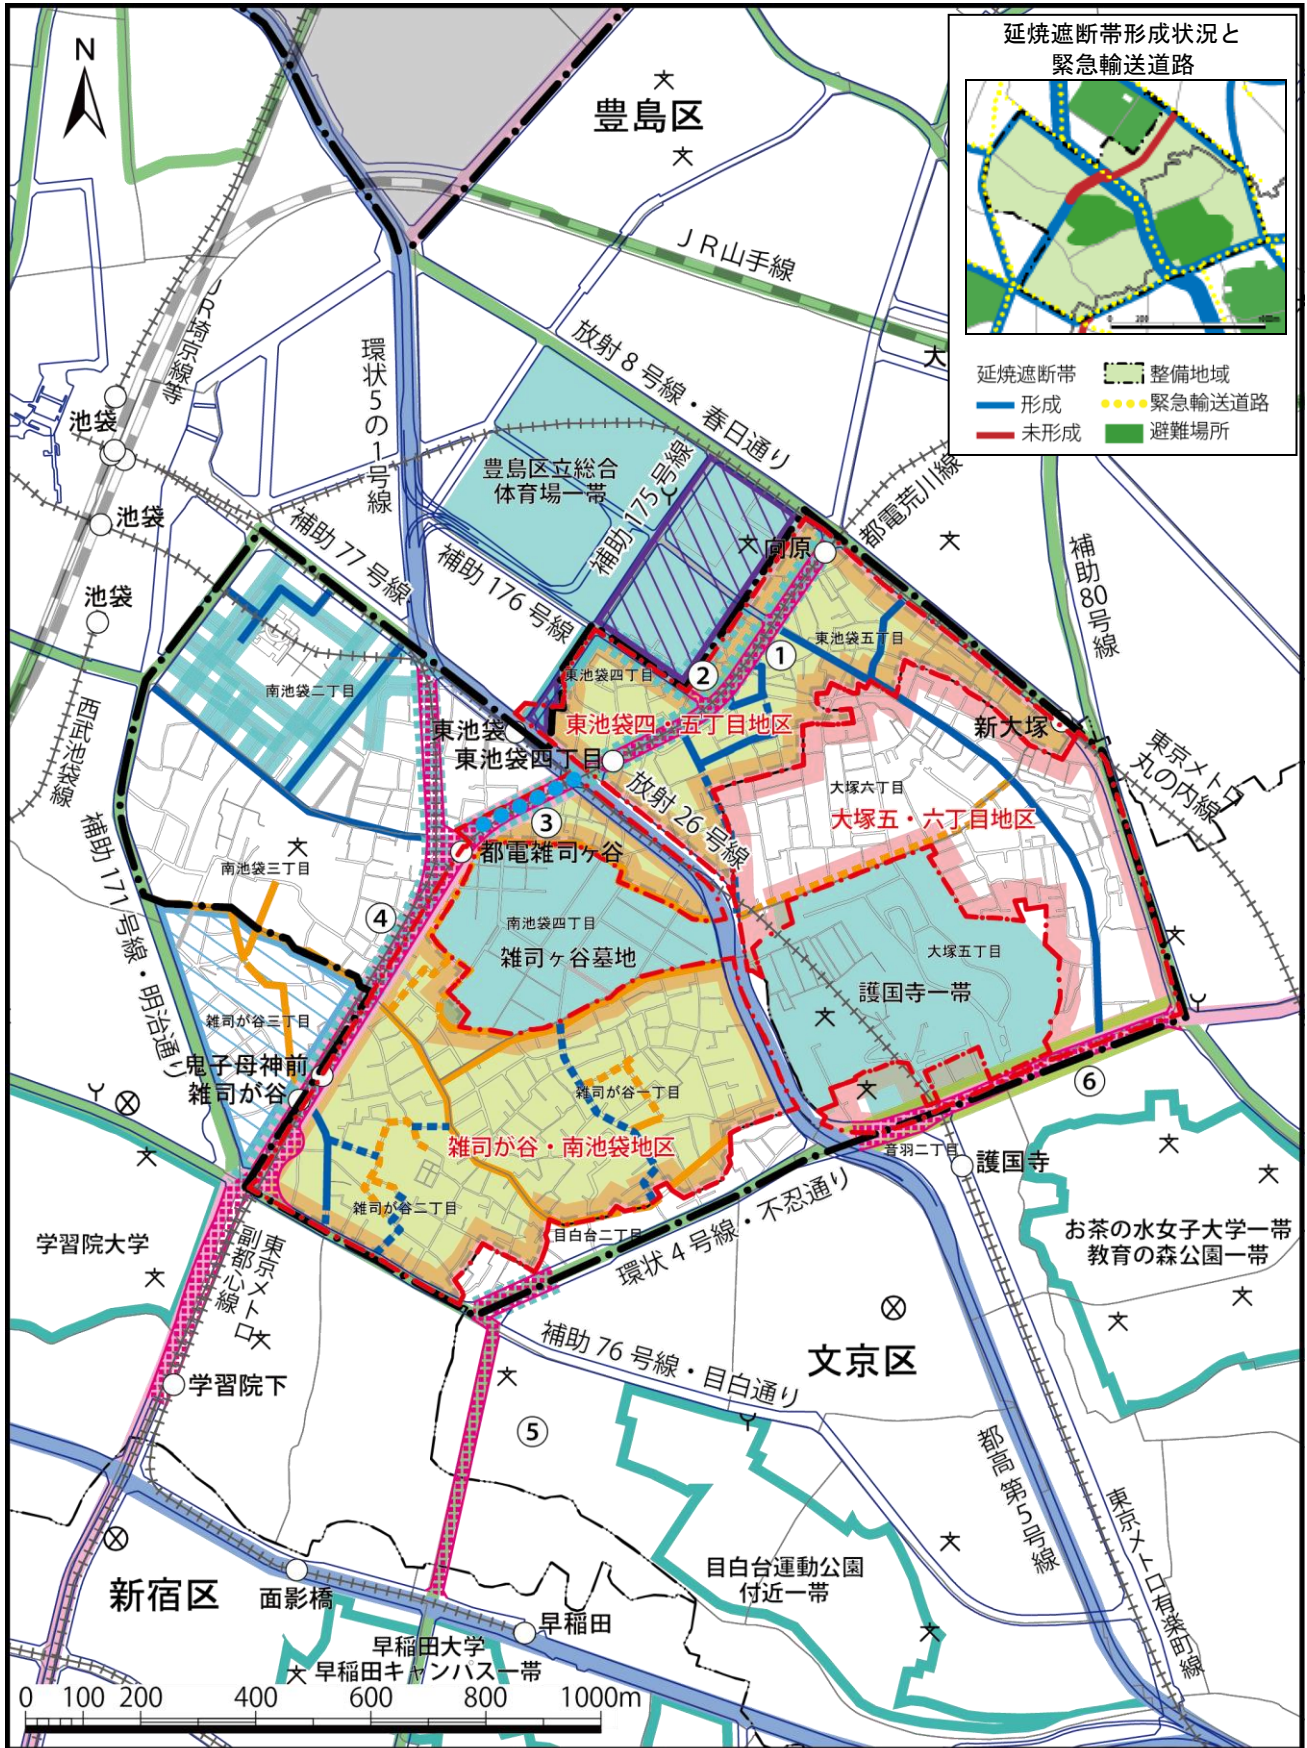 延焼遮断帯形成状況と
緊急輸送道路
0
200
1000m
延焼遮断帯
形成
未形成
整備地域
緊急輸送道路
避難場所
N
豊島区
JR山手線
JR埼京線等
環状5の1号線
放射8号線・春日通り
大
池袋
池袋
池袋
豊島区立総合
体育場一帯
補助175号線
補助77号線
補助176号線
向原
都電荒川線
補助80号線
①
②
東池袋五丁目
東池袋四丁目
南池袋二丁目
東池袋四・五丁目地区
東池袋
東池袋四丁目
新大塚
東京メトロ
丸の内線
西武池袋線
放射26号線
大塚六丁目
大塚五・六丁目地区
③
都電雑司ケ谷
補助171号線・明治通り
南池袋三丁目
④
南池袋四丁目
雑司ヶ谷墓地
大塚五丁目
護国寺一帯
雑司が谷三丁目
鬼子母神前
雑司が谷
雑司が谷一丁目
⑥
雑司が谷・南池袋地区
音羽二丁目
護国寺
雑司が谷二丁目
目白台二丁目
環状4号線・不忍通り
学習院大学
東京メトロ
副都心線
お茶の水女子大学一帯
教育の森公園一帯
補助76号線・目白通り
文京区
学習院下
⑤
都高第5号線
東京メトロ有楽町線
目白台運動公園
付近一帯
新宿区
面影橋
早稲田
早稲田大学
早稲田キャンパス一帯
0 100 200 400 600 800 1000m